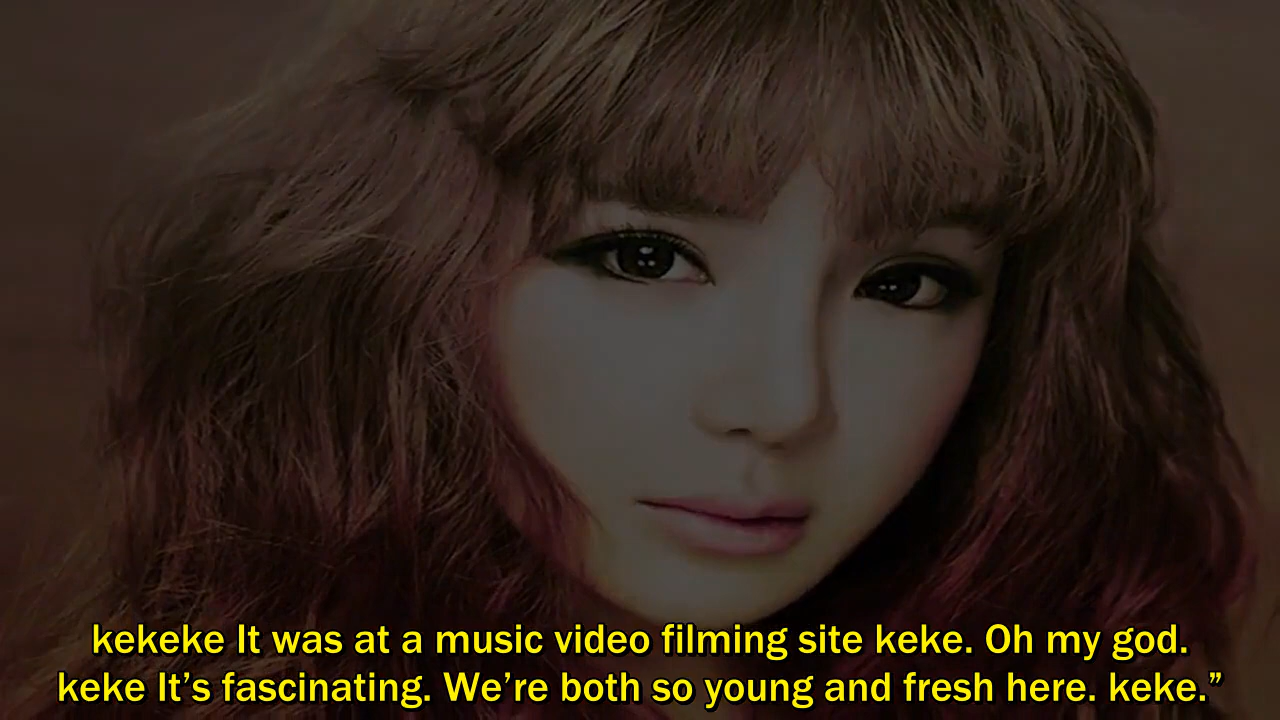 kekeke It was at a music video filming site keke. Oh my god.
keke It’s fascinating. We’re both so young and fresh here. keke.”